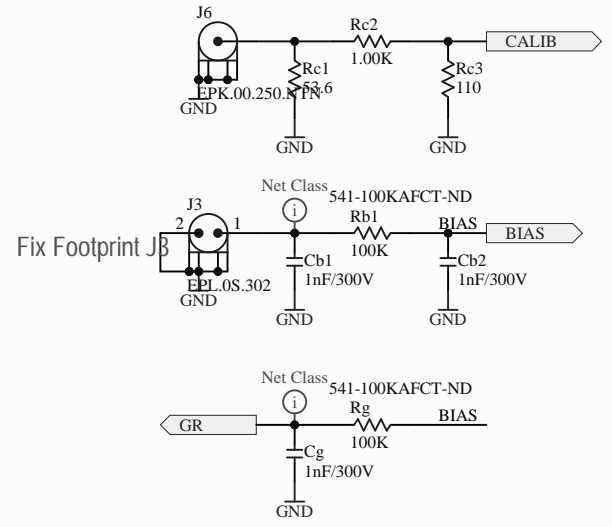 J6
Rc2
CALIB
1.00K
Rc1
53.6
Rc3
110
EPK.00.250.NTN
GND
GND
GND
Net Class
541-100KAFCT-ND
i
J3
Rb1
2
1
BIAS
BIAS
Fix Footprint J3
100K
Cb1
1nF/300V
Cb2
1nF/300V
EPL.0S.302
GND
GND
GND
Net Class
541-100KAFCT-ND
i
Rg
GR
BIAS
100K
Cg
1nF/300V
GND